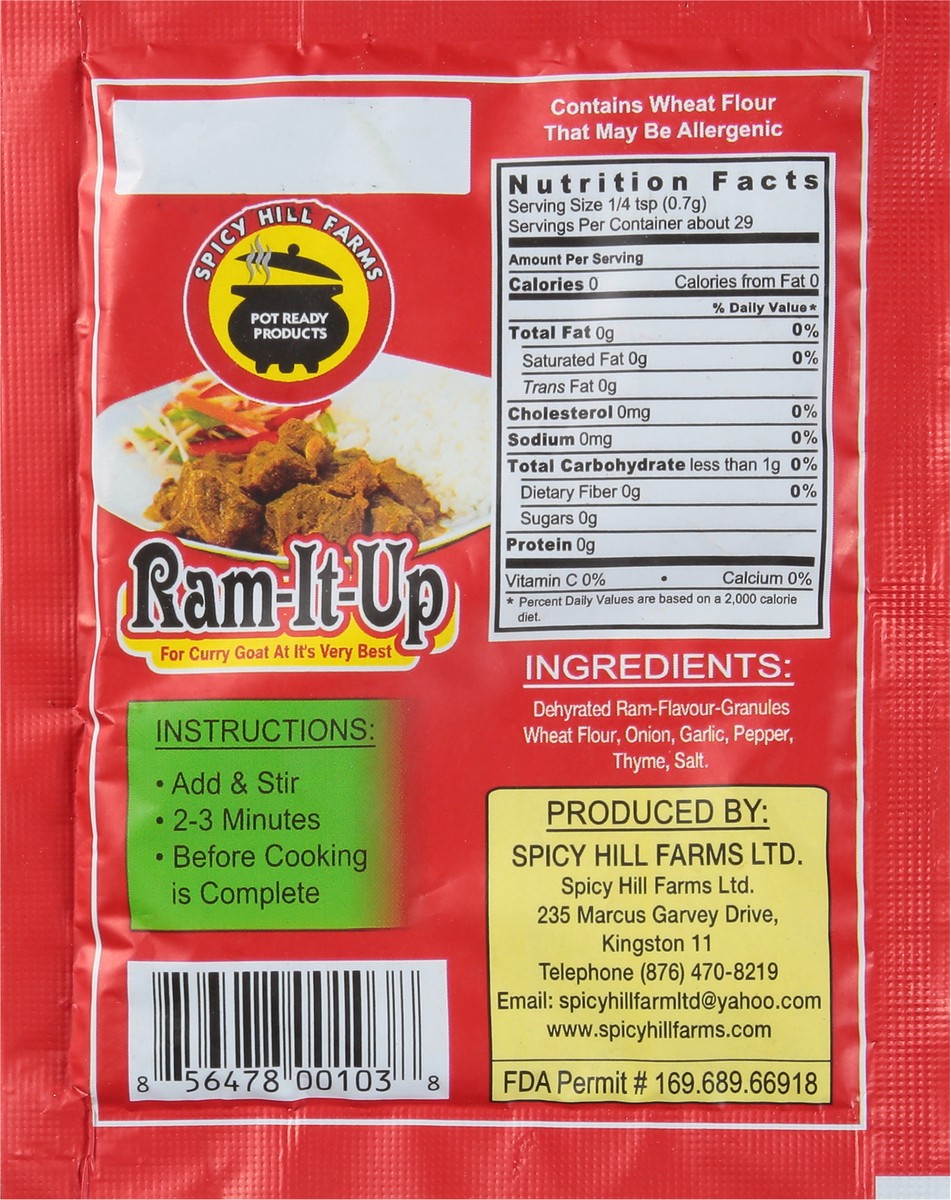 SPICY HILL FARMS
POT READY
PRODUCTS
Ram-It-Up
For Curry Goat At It's Very Best
INSTRUCTIONS:
• Add & Stir
• 2-3 Minutes
• Before Cooking
is Complete
8 56478 00103 8
Contains Wheat Flour
That May Be Allergenic
Nutrition Facts
Serving Size 1/4 tsp (0.7g)
Servings Per Container about 29
Amount Per Serving
Calories 0 Calories from Fat 0
% Daily Value*
Total Fat 0g 0%
Saturated Fat 0g 0%
Trans Fat 0g
Cholesterol 0mg 0%
Sodium 0mg 0%
Total Carbohydrate less than 1g 0%
Dietary Fiber 0g 0%
Sugars 0g
Protein 0g
Vitamin C 0% • Calcium 0%
* Percent Daily Values are based on a 2,000 calorie
diet.
INGREDIENTS:
Dehyrated Ram-Flavour-Granules
Wheat Flour, Onion, Garlic, Pepper,
Thyme, Salt.
PRODUCED BY:
SPICY HILL FARMS LTD.
Spicy Hill Farms Ltd.
235 Marcus Garvey Drive,
Kingston 11
Telephone (876) 470-8219
Email: spicyhillfarmltd@yahoo.com
www.spicyhillfarms.com
FDA Permit # 169.689.66918